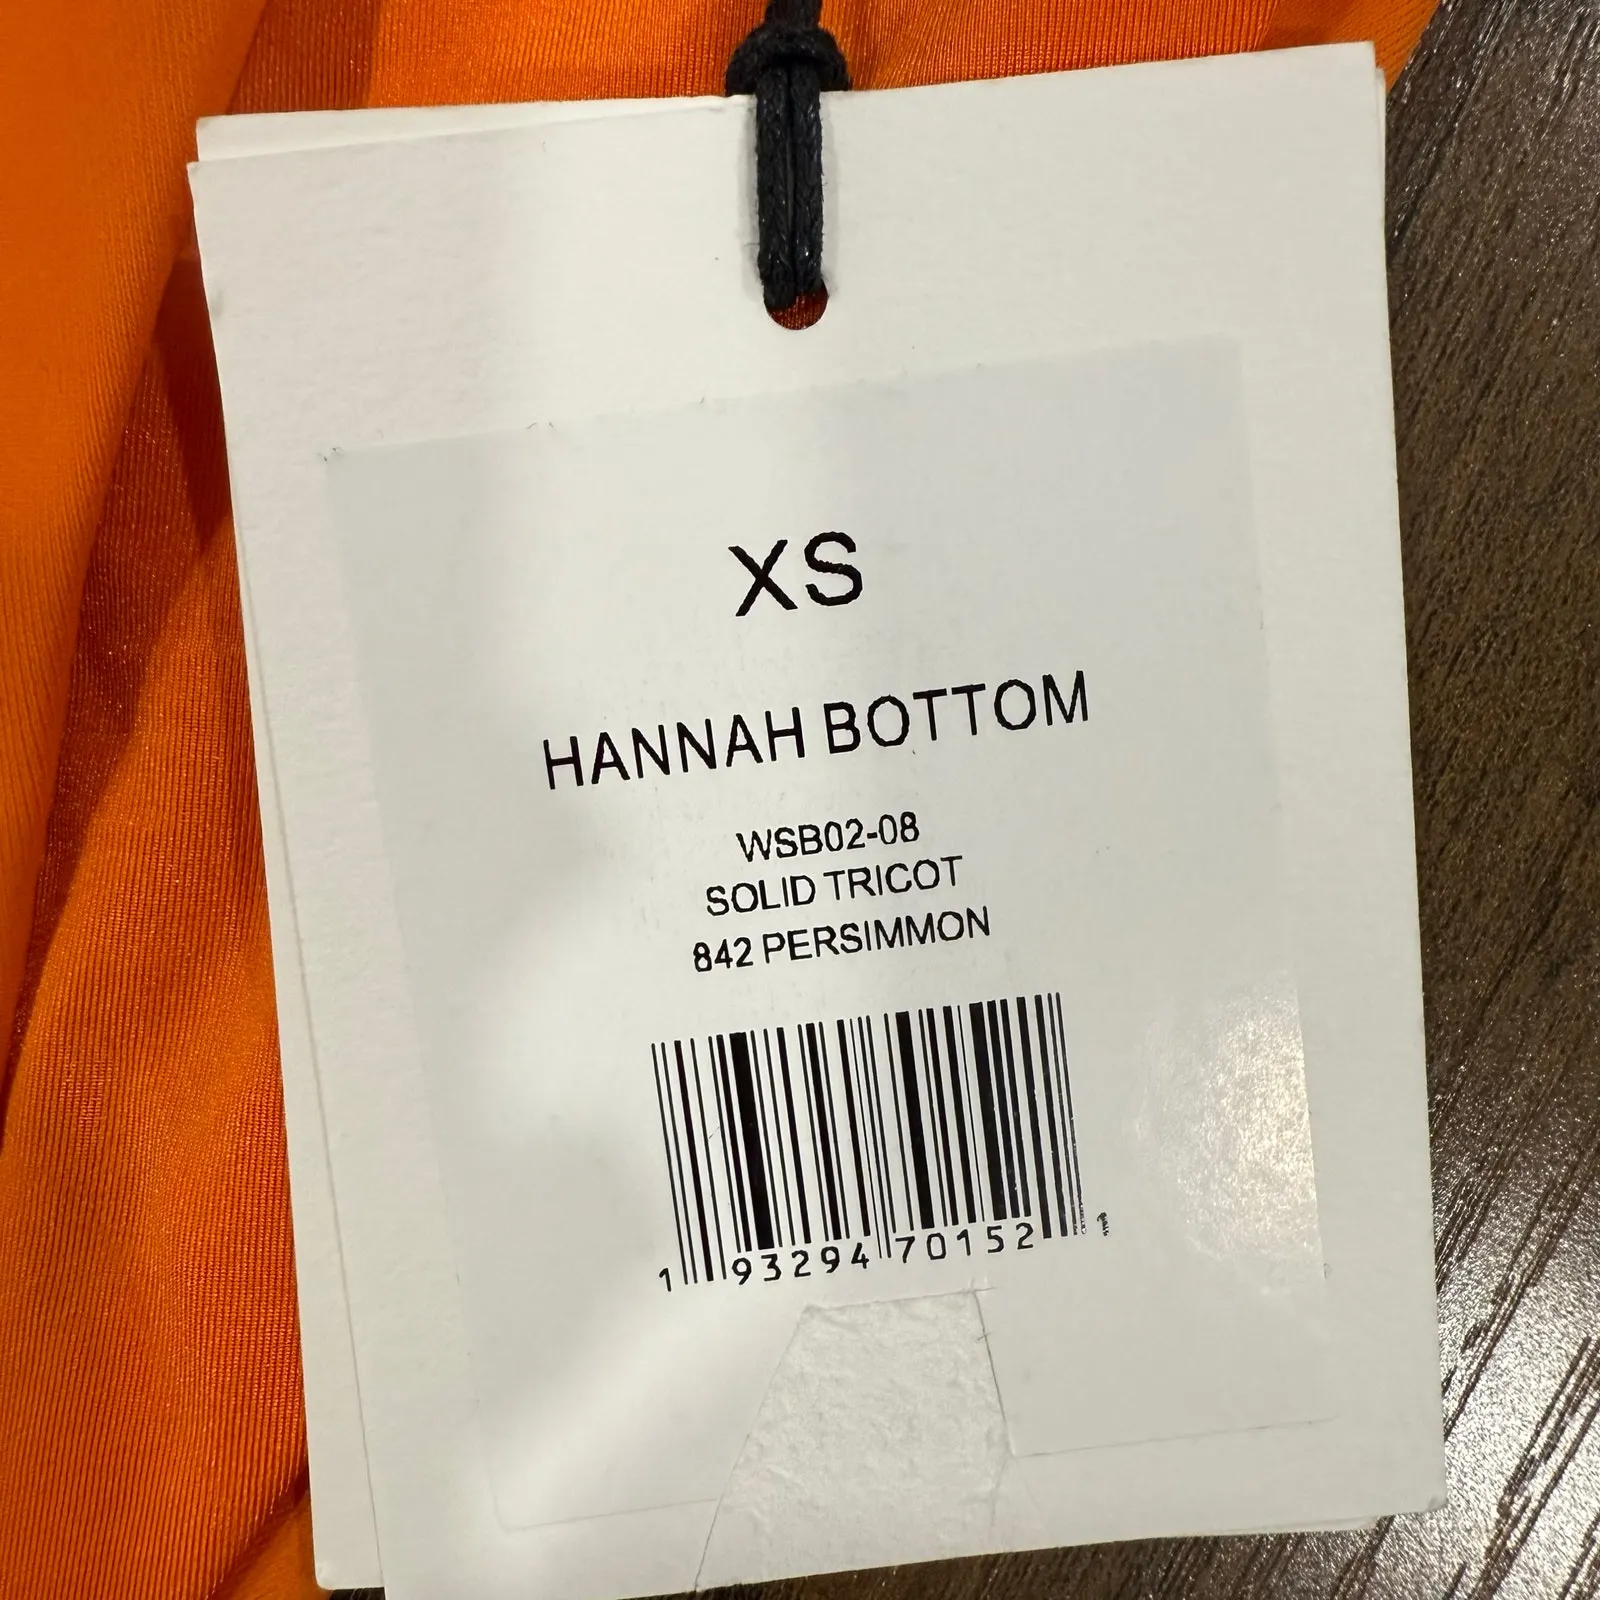 XS
HANNAH BOTTOM
WSB02-08
SOLID TRICOT
842 PERSIMMON
1 93294 70152